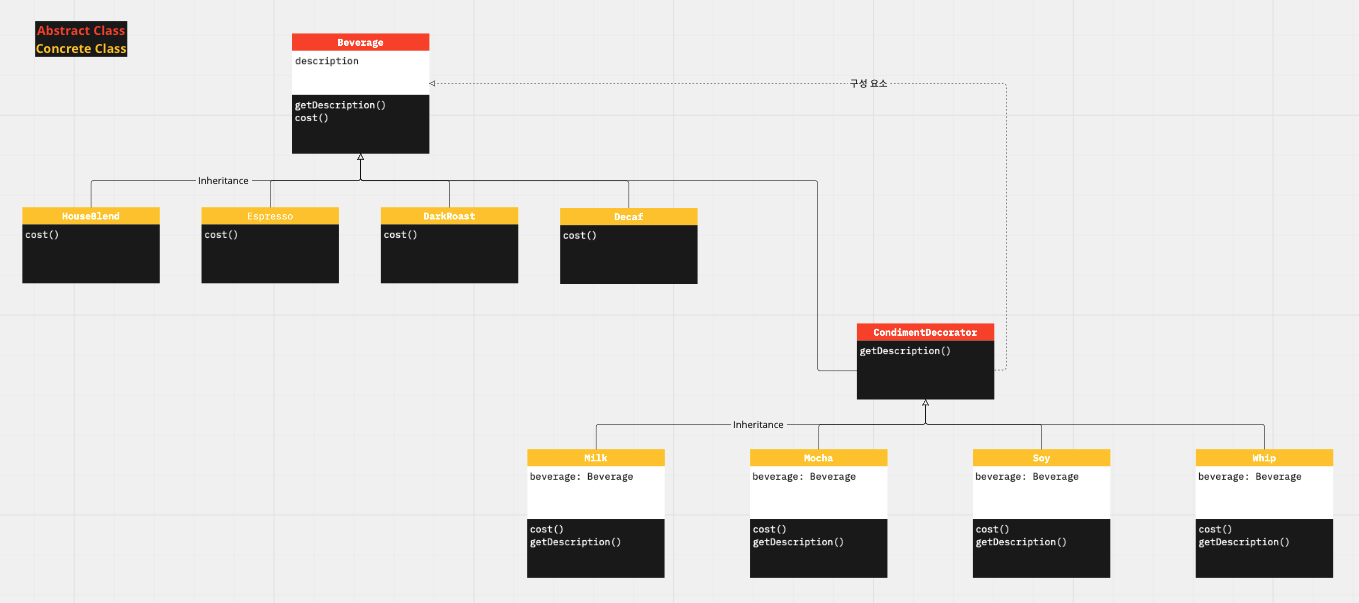 Abstract Class
Concrete Class
Beverage
description
getDescription()
cost()
구성 요소
Inheritance
HouseBlend
cost()
Espresso
cost()
DarkRoast
cost()
Decaf
cost()
CondimentDecorator
getDescription()
Inheritance
Milk
beverage: Beverage
cost()
getDescription()
Mocha
beverage: Beverage
cost()
getDescription()
Soy
beverage: Beverage
cost()
getDescription()
Whip
beverage: Beverage
cost()
getDescription()